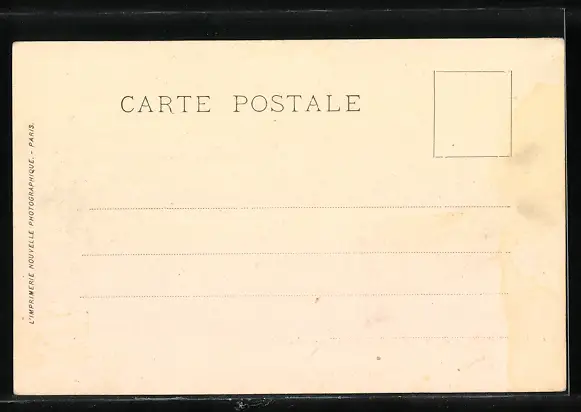 CARTE POSTALE
L'IMPRIMERIE NOUVELLE PHOTOGRAPHIQUE. - PARIS.